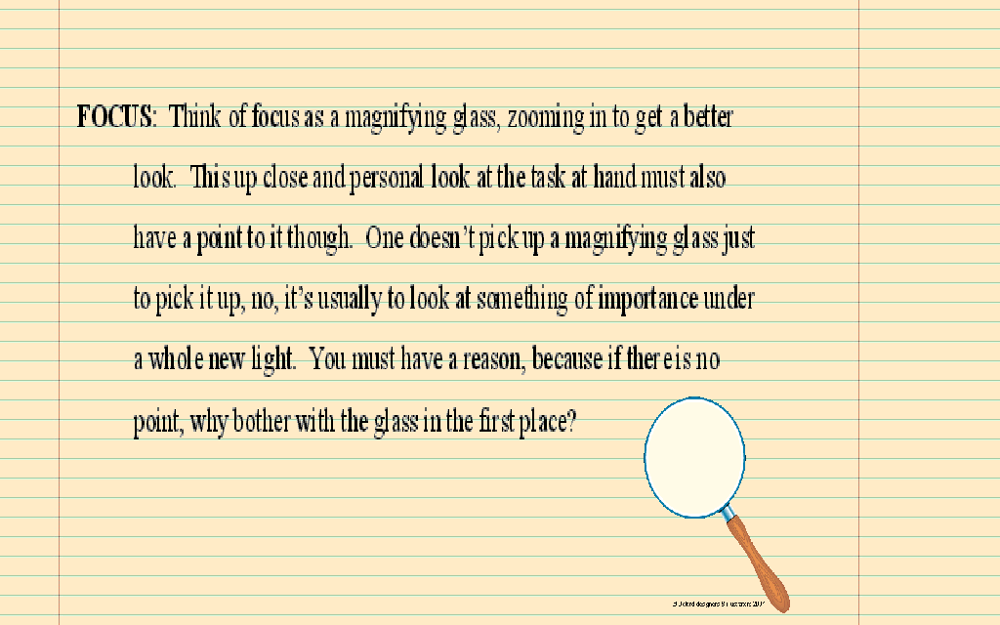 FOCUS: Think of focus as a magnifying glass, zooming in to get a better
look. This up close and personal look at the task at hand must also
have a point to it though. One doesn't pick up a magnifying glass just
to pick it up, no, it's usually to look at something of importance under
a whole new light. You must have a reason, because if there is no
point, why bother with the glass in the first place?
designers &